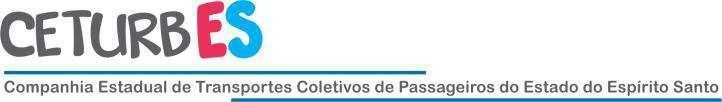 CETURBES
Companhia Estadual de Transportes Coletivos de Passageiros do Estado do Espírito Santo